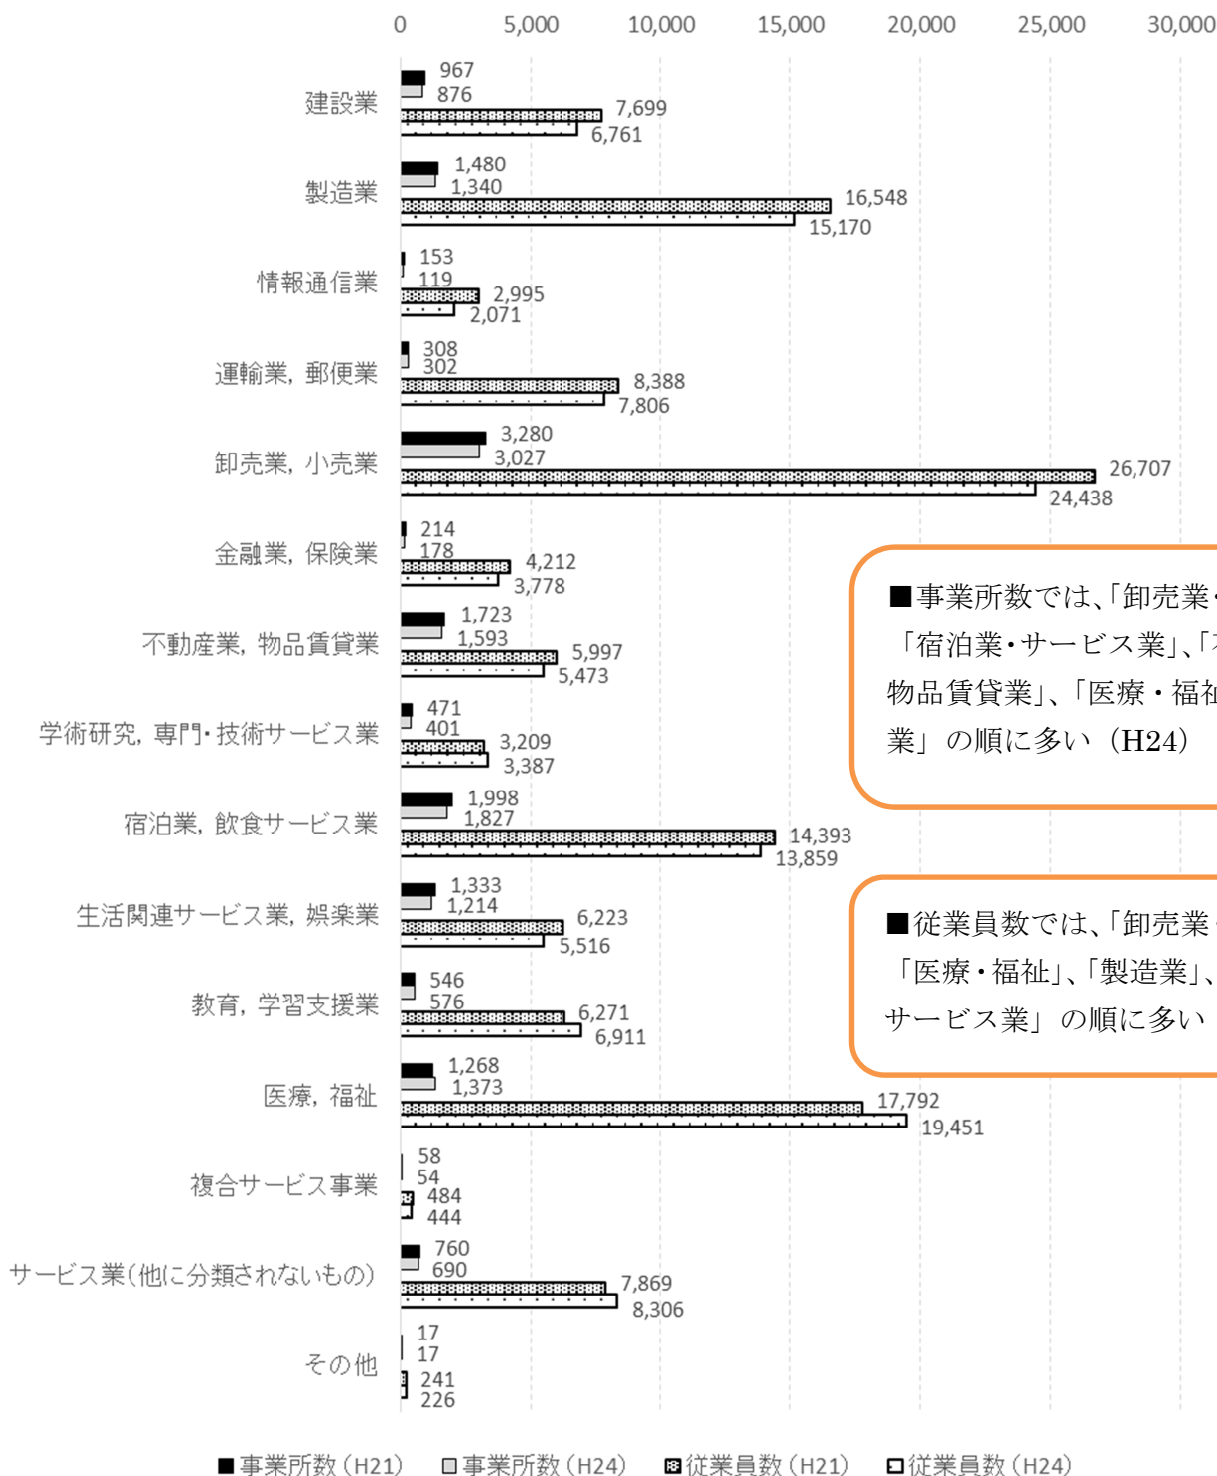 0 5,000 10,000 15,000 20,000 25,000 30,000
建設業
967
876
7,699
6,761
製造業
1,480
1,340
16,548
15,170
情報通信業
153
119
2,995
2,071
運輸業, 郵便業
308
302
8,388
7,806
卸売業, 小売業
3,280
3,027
26,707
24,438
金融業, 保険業
214
178
4,212
3,778
不動産業, 物品賃貸業
1,723
1,593
5,997
5,473
学術研究, 専門・技術サービス業
471
401
3,209
3,387
宿泊業, 飲食サービス業
1,998
1,827
14,393
13,859
生活関連サービス業, 娯楽業
1,333
1,214
6,223
5,516
教育, 学習支援業
546
576
6,271
6,911
医療, 福祉
1,268
1,373
17,792
19,451
複合サービス事業
58
54
484
444
サービス業(他に分類されないもの)
760
690
7,869
8,306
その他
17
17
241
226
■事業所数では、「卸売業・
「宿泊業・サービス業」、「
物品賃貸業」、「医療・福祉
業」の順に多い（H24）
■従業員数では、「卸売業・
「医療・福祉」、「製造業」、
サービス業」の順に多い
■事業所数（H21） □事業所数（H24） 従業員数（H21） 従業員数（H24）